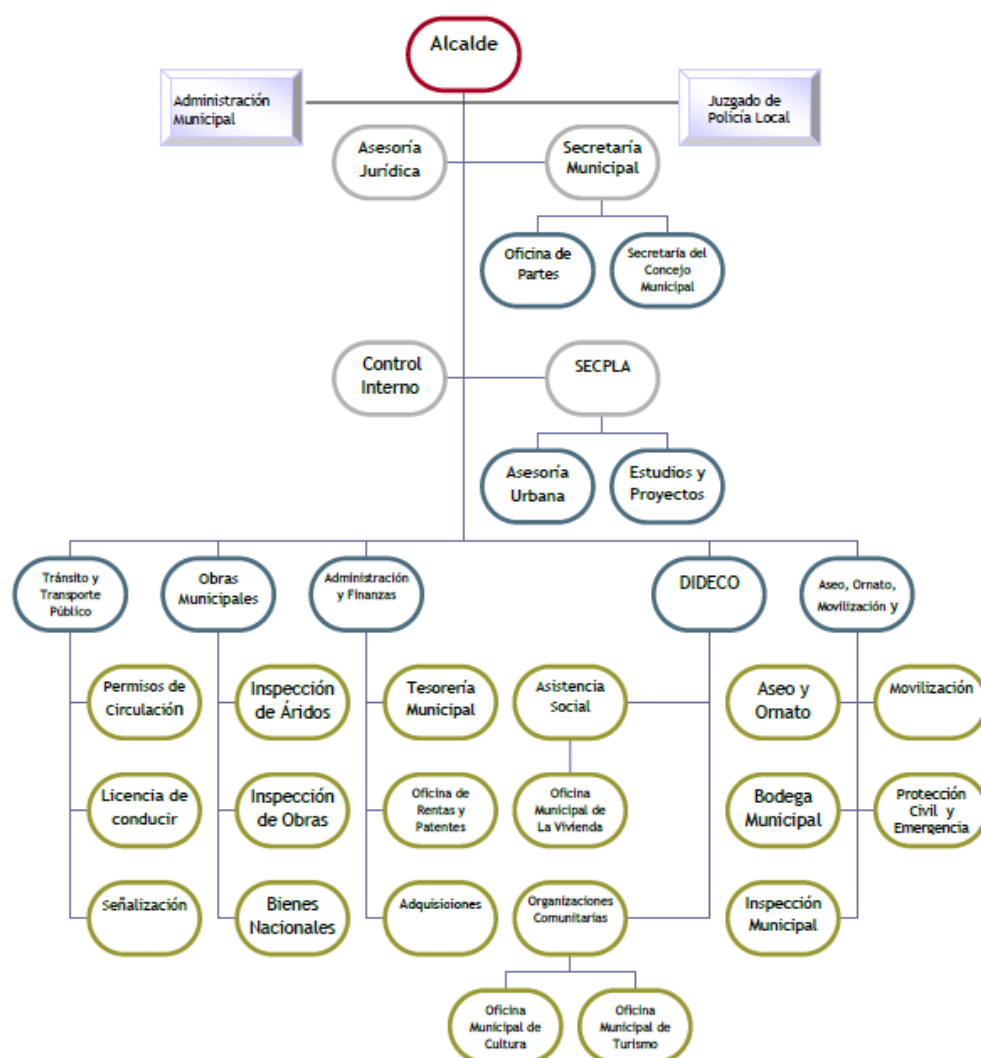 Alcalde
Administración
Municipal
Juzgado de
Policía Local
Asesoría
Jurídica
Secretaría
Municipal
Oficina de
Partes
Secretaría del
Concejo
Municipal
Control
Interno
SECPLA
Asesoría
Urbana
Estudios y
Proyectos
Tránsito y
Transporte
Público
Obras
Municipales
Administración
y Finanzas
DIDECO
Aseo, Ornato,
Movilización y
Permisos de
Circulación
Inspección
de Áridos
Tesorería
Municipal
Asistencia
Social
Aseo y
Ornato
Movilización
Licencia de
conducir
Inspección
de Obras
Oficina de
Rentas y
Patentes
Oficina
Municipal de
La Vivienda
Bodega
Municipal
Protección
Civil y
Emergencia
Señalización
Bienes
Nacionales
Adquisiciones
Organizaciones
Comunitarias
Inspección
Municipal
Oficina
Municipal de
Cultura
Oficina
Municipal de
Turismo